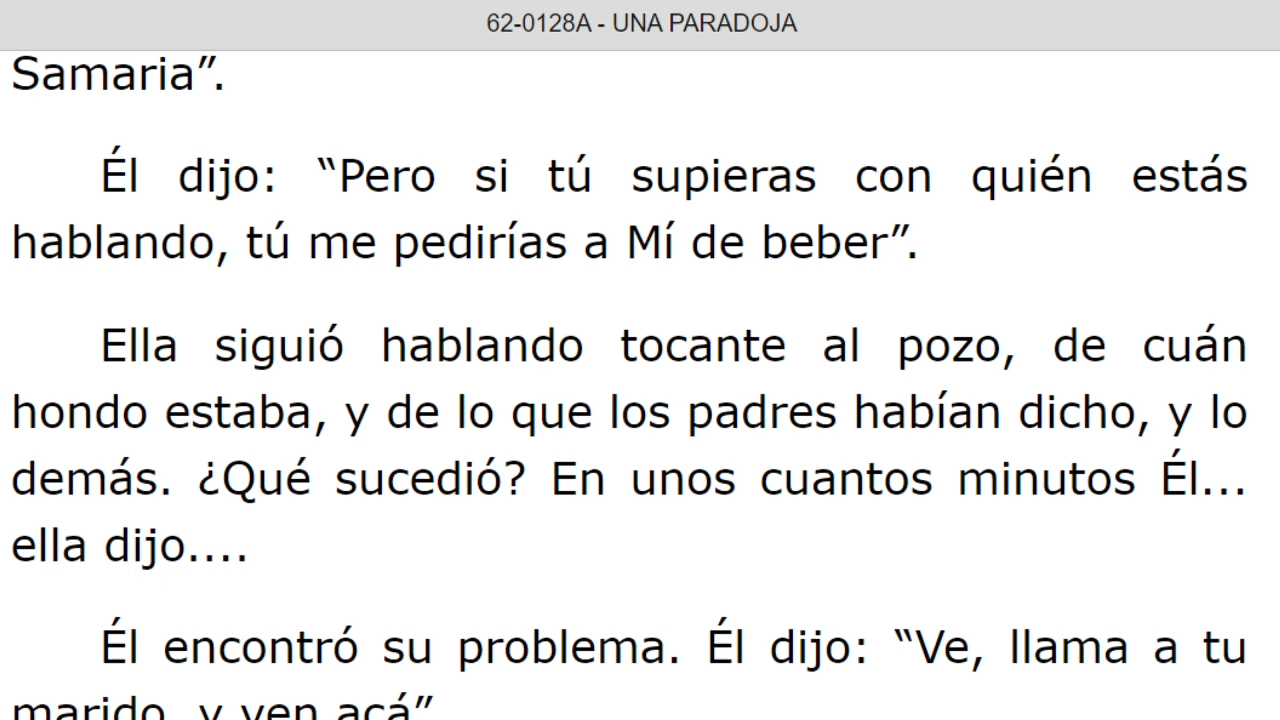 62-0128A - UNA PARADOJA
Samaria”.
Él dijo: “Pero si tú supieras con quién estás
hablando, tú me pedirías a Mí de beber”.
Ella siguió hablando tocante al pozo, de cuán
hondo estaba, y de lo que los padres habían dicho, y lo
demás. ¿Qué sucedió? En unos cuantos minutos Él...
ella dijo....
Él encontró su problema. Él dijo: “Ve, llama a tu
marido, y ven acá”